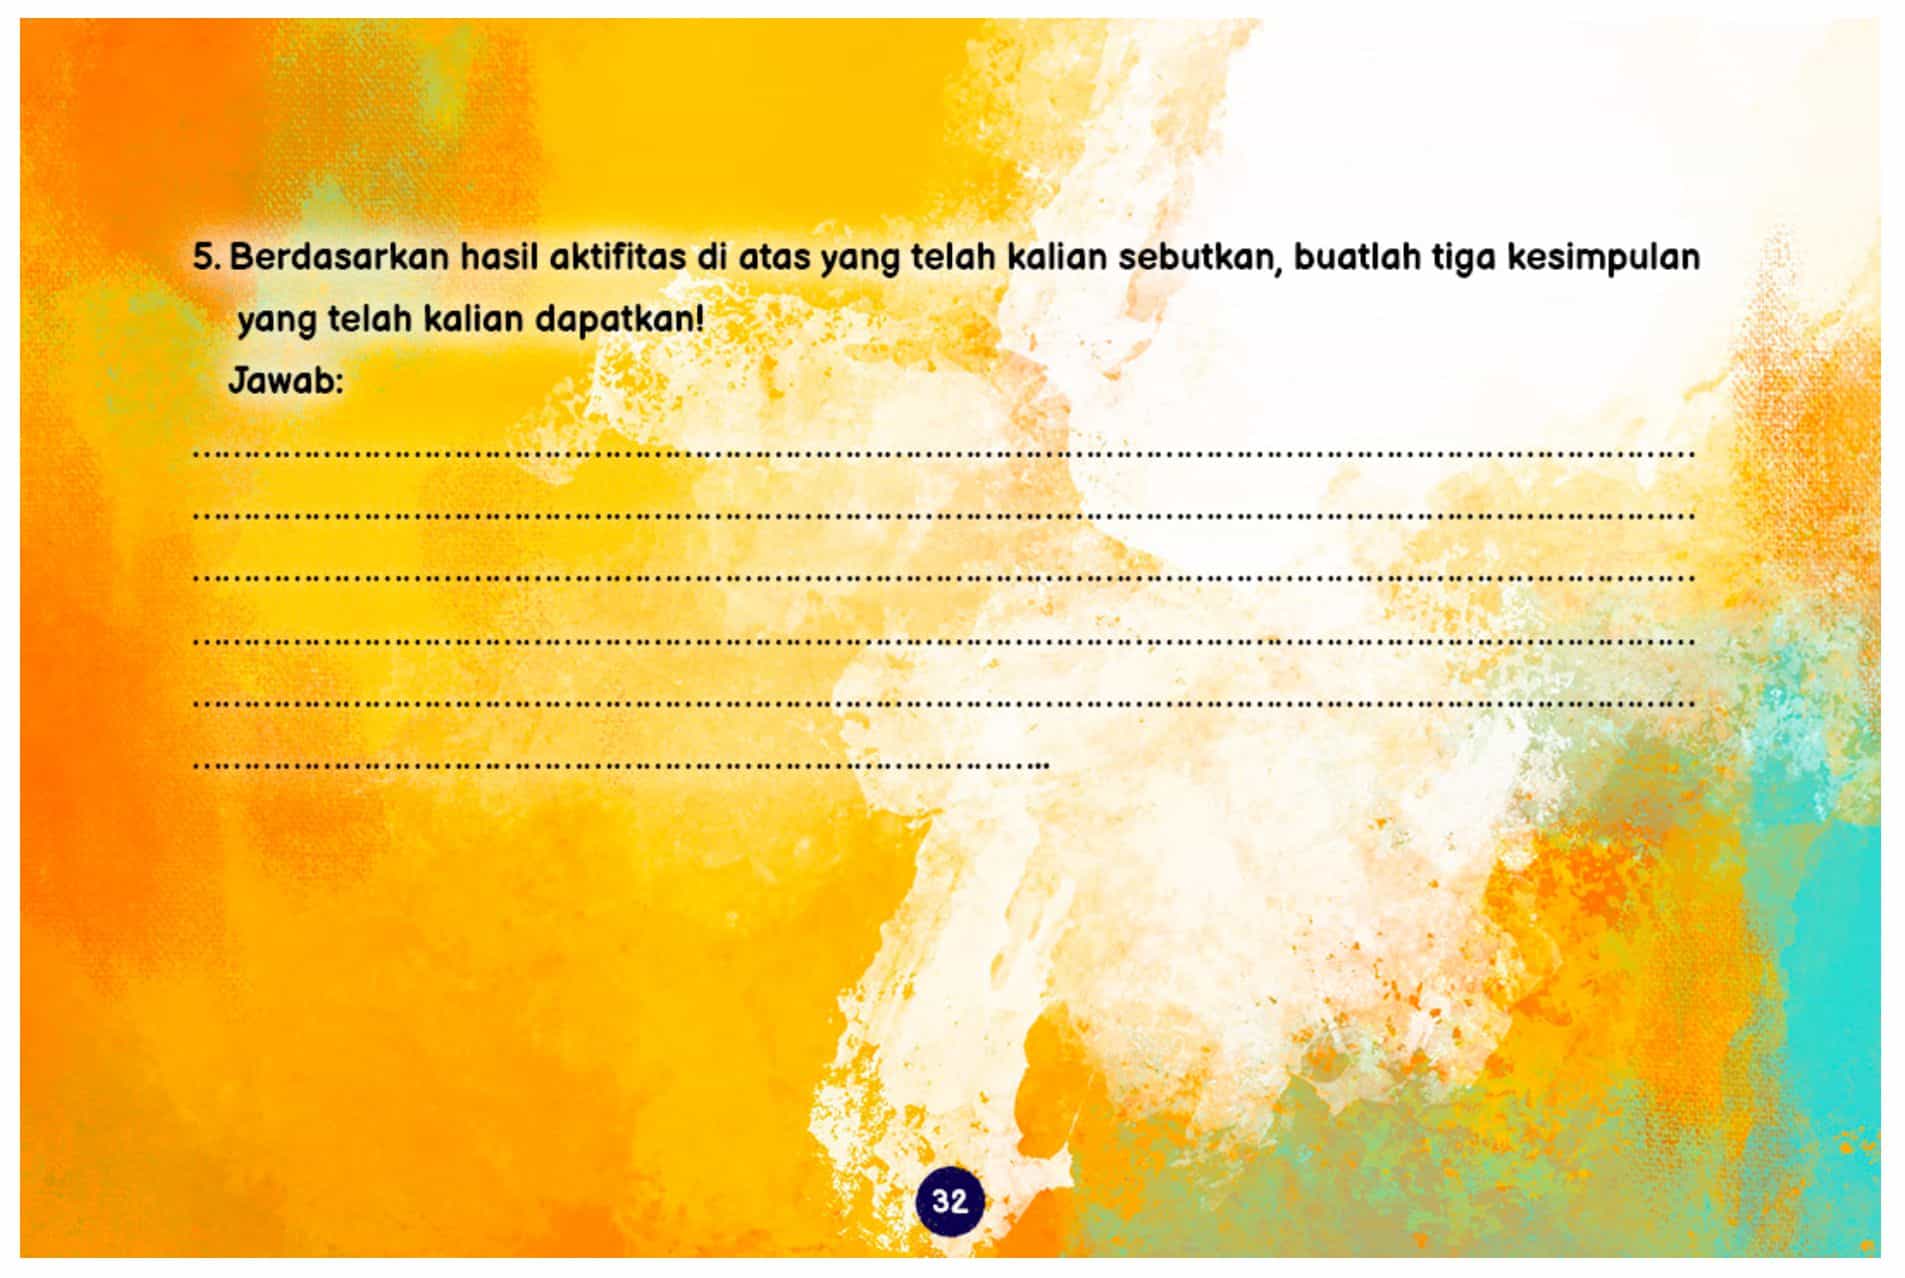 5. Berdasarkan hasil aktifitas di atas yang telah kalian sebutkan, buatlah tiga kesimpulan
yang telah kalian dapatkan!
Jawab:
................................................................................
................................................................................
................................................................................
................................................................................
................................................................................
..............................................
32